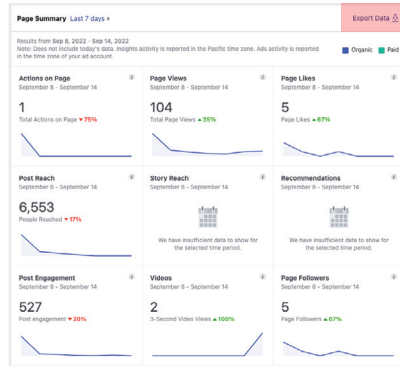 Page Summary Last 7 days
Export Data
Results from Sep 8, 2022 - Sep 14, 2022
Note: Does not include today's data. Insights activity is reported in the Pacific time zone. Ads activity is reported
in the time zone of your ad account.
Organic Paid
Actions on Page
September 8 - September 14
1
Total Actions on Page ▼75%
Page Views
September 8 - September 14
104
Total Page Views ▲35%
Page Likes
September 8 - September 14
5
Page Likes ▲67%
Post Reach
September 8 - September 14
6,553
People Reached ▼17%
Story Reach
September 8 - September 14
We have insufficient data to show for
the selected time period.
Recommendations
September 8 - September 14
We have insufficient data to show for
the selected time period.
Post Engagement
September 8 - September 14
527
Post engagement ▼20%
Videos
September 8 - September 14
2
3-Second Video Views ▲100%
Page Followers
September 8 - September 14
5
Page Followers ▲67%